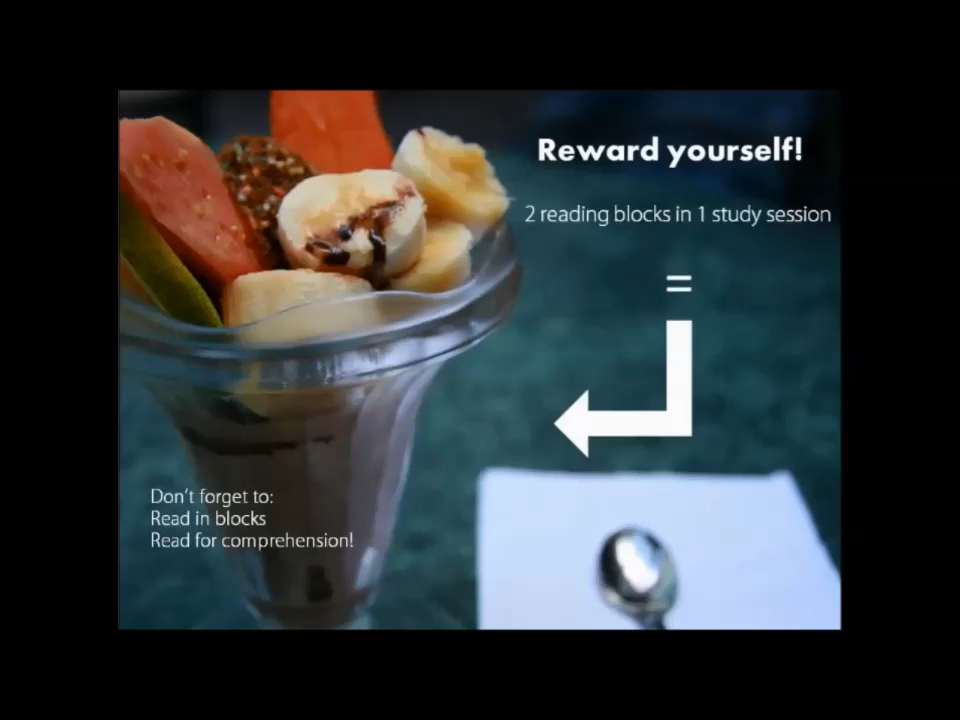 Reward yourself!
2 reading blocks in 1 study session
=
Don't forget to:
Read in blocks
Read for comprehension!